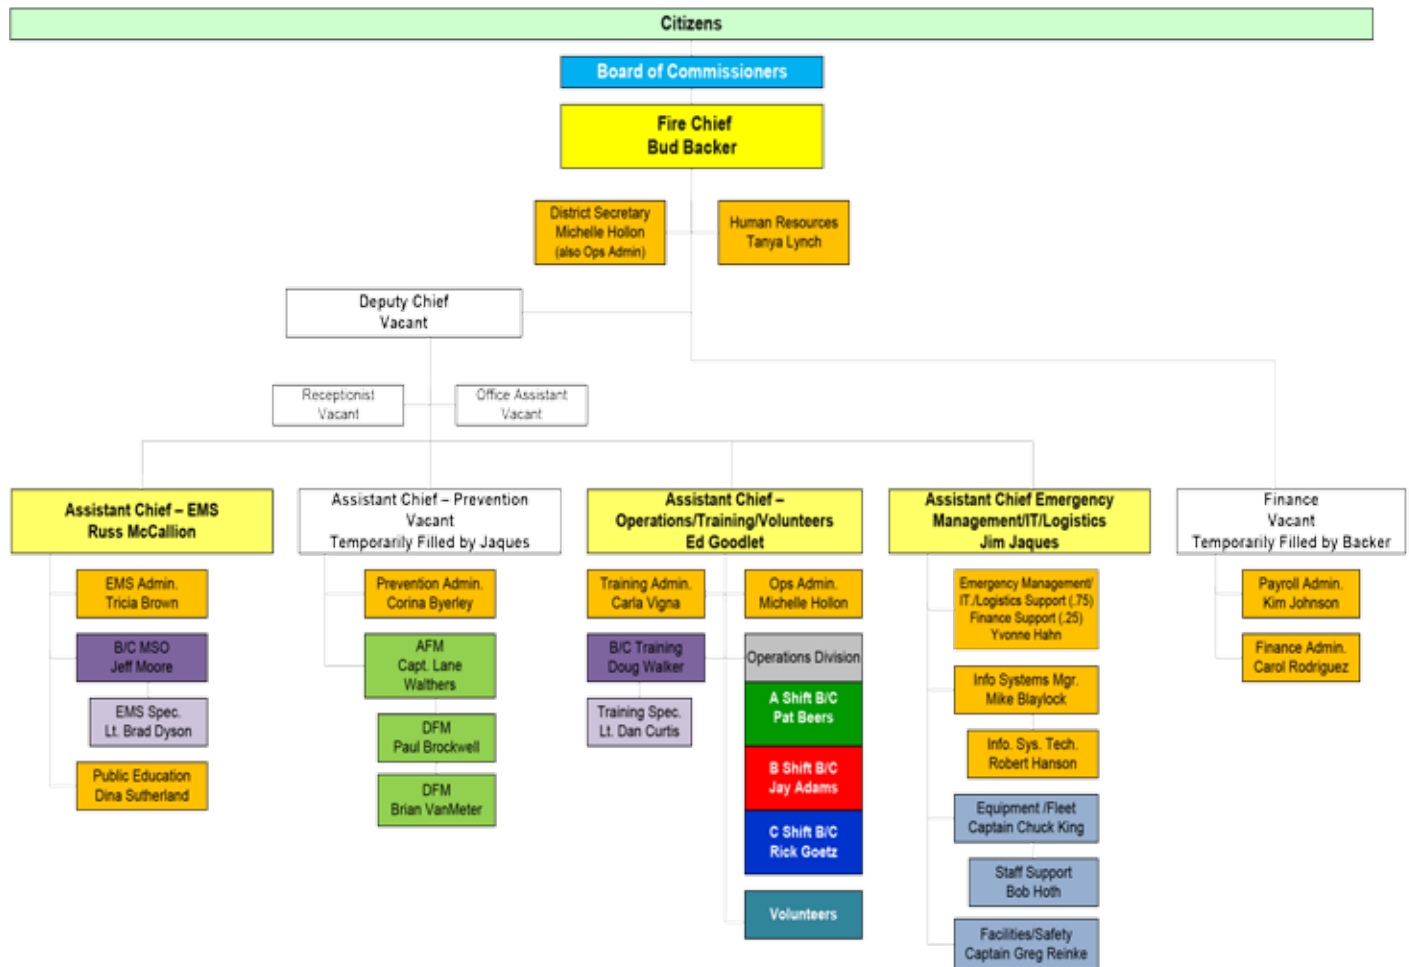 Citizens
Board of Commissioners
Fire Chief
Bud Backer
District Secretary
Michelle Hollon
(also Ops Admin)
Human Resources
Tanya Lynch
Deputy Chief
Vacant
Receptionist
Vacant
Office Assistant
Vacant
Assistant Chief – EMS
Russ McCallion
Assistant Chief – Prevention
Vacant
Temporarily Filled by Jaques
Assistant Chief –
Operations/Training/Volunteers
Ed Goodlet
Assistant Chief Emergency
Management/IT/Logistics
Jim Jaques
Finance
Vacant
Temporarily Filled by Backer
EMS Admin.
Tricia Brown
B/C MSO
Jeff Moore
EMS Spec.
Lt. Brad Dyson
Public Education
Dina Sutherland
Prevention Admin.
Corina Byerley
AFM
Capt. Lane
Walthers
DFM
Paul Brockwell
DFM
Brian VanMeter
Training Admin.
Carla Vigna
B/C Training
Doug Walker
Training Spec.
Lt. Dan Curtis
Ops Admin.
Michelle Hollon
Operations Division
A Shift B/C
Pat Beers
B Shift B/C
Jay Adams
C Shift B/C
Rick Goetz
Volunteers
Emergency Management/
IT./Logistics Support (.75)
Finance Support (.25)
Yvonne Hahn
Info Systems Mgr.
Mike Blaylock
Info. Sys. Tech.
Robert Hanson
Equipment /Fleet
Captain Chuck King
Staff Support
Bob Hoth
Facilities/Safety
Captain Greg Reinke
Payroll Admin.
Kim Johnson
Finance Admin.
Carol Rodriguez